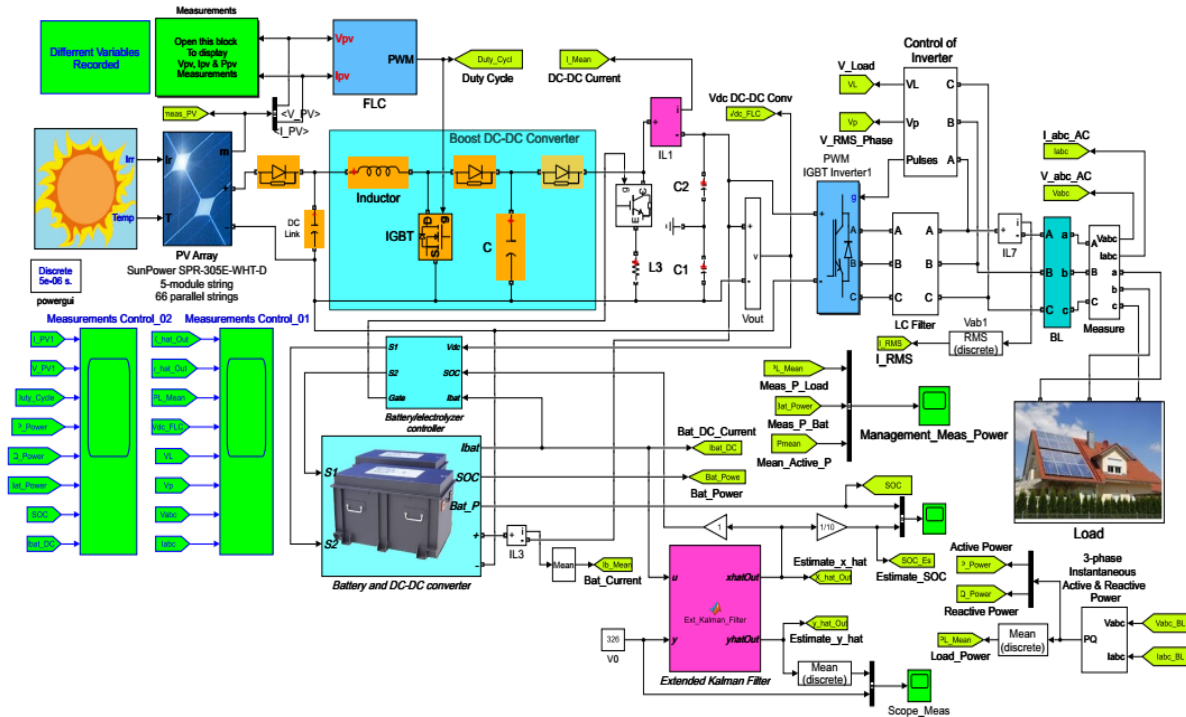 Measurements
Different Variables
Recorded
Open this block
To display
Vpv, Ipv & Ppv
Measurements
Vpv
Ipv
PWM
FLC
Duty_Cycl
Duty Cycle
I_Mean
DC-DC Current
meas_PV
<V_PV>
<I_PV>
Irr
Temp
Ir
T
m
+
-
PV Array
SunPower SPR-305E-WHT-D
5-module string
66 parallel strings
Discrete
5e-06 s.
powergui
DC
Link
Boost DC-DC Converter
Inductor
IGBT
C
g
D
S
g
C
E
i
+
-
IL1
L3
C2
C1
Vdc DC-DC Conv
Vdc_FLC
+
-
v
Vout
Control of
Inverter
VL
Vp
Pulses
C
B
A
V_Load
VL
Vp
V_RMS_Phase
PWM
IGBT Inverter1
g
+
-
A
B
C
A
B
C
A
B
C
LC Filter
i
+
-
IL7
Vab1
RMS
(discrete)
I_RMS
I_RMS
A
B
C
a
b
c
BL
A
B
C
Vabc
Iabc
a
b
c
Measure
I_abc_AC
Iabc
V_abc_AC
Vabc
Load
Measurements Control_02
I_PV1
V_PV1
uty_Cycle
P_Power
Q_Power
Bat_Power
SOC
Ibat_DC
Measurements Control_01
X_hat_Out
y_hat_Out
PL_Mean
Vdc_FLC
VL
Vp
Vabc
Iabc
S1
S2
Gate
Vdc
SOC
Ibat
Battery/electrolyzer
controller
S1
S2
Ibat
SOC
Bat_P
+
-
Battery and DC-DC converter
i
+
-
IL3
Mean
Ib_Mean
Bat_Current
Bat_DC_Current
Ibat_DC
Bat_Powe
Bat_Power
PL_Mean
Meas_P_Load
Bat_Power
Meas_P_Bat
Pmean
Mean_Active_P
Management_Meas_Power
SOC
1
1/10
SOC_Es
Estimate_SOC
Estimate_x_hat
X_hat_Out
u
y
xhatOut
yhatOut
Ext_Kalman_Filter
Extended Kalman Filter
326
V0
y_hat_Out
Estimate_y_hat
Mean
(discrete)
Scope_Meas
Active Power
P_Power
Q_Power
Reactive Power
PL_Mean
Load_Power
Mean
(discrete)
3-phase
Instantaneous
Active & Reactive
Power
PQ
Vabc
Iabc
Vabc_BL
Iabc_BL